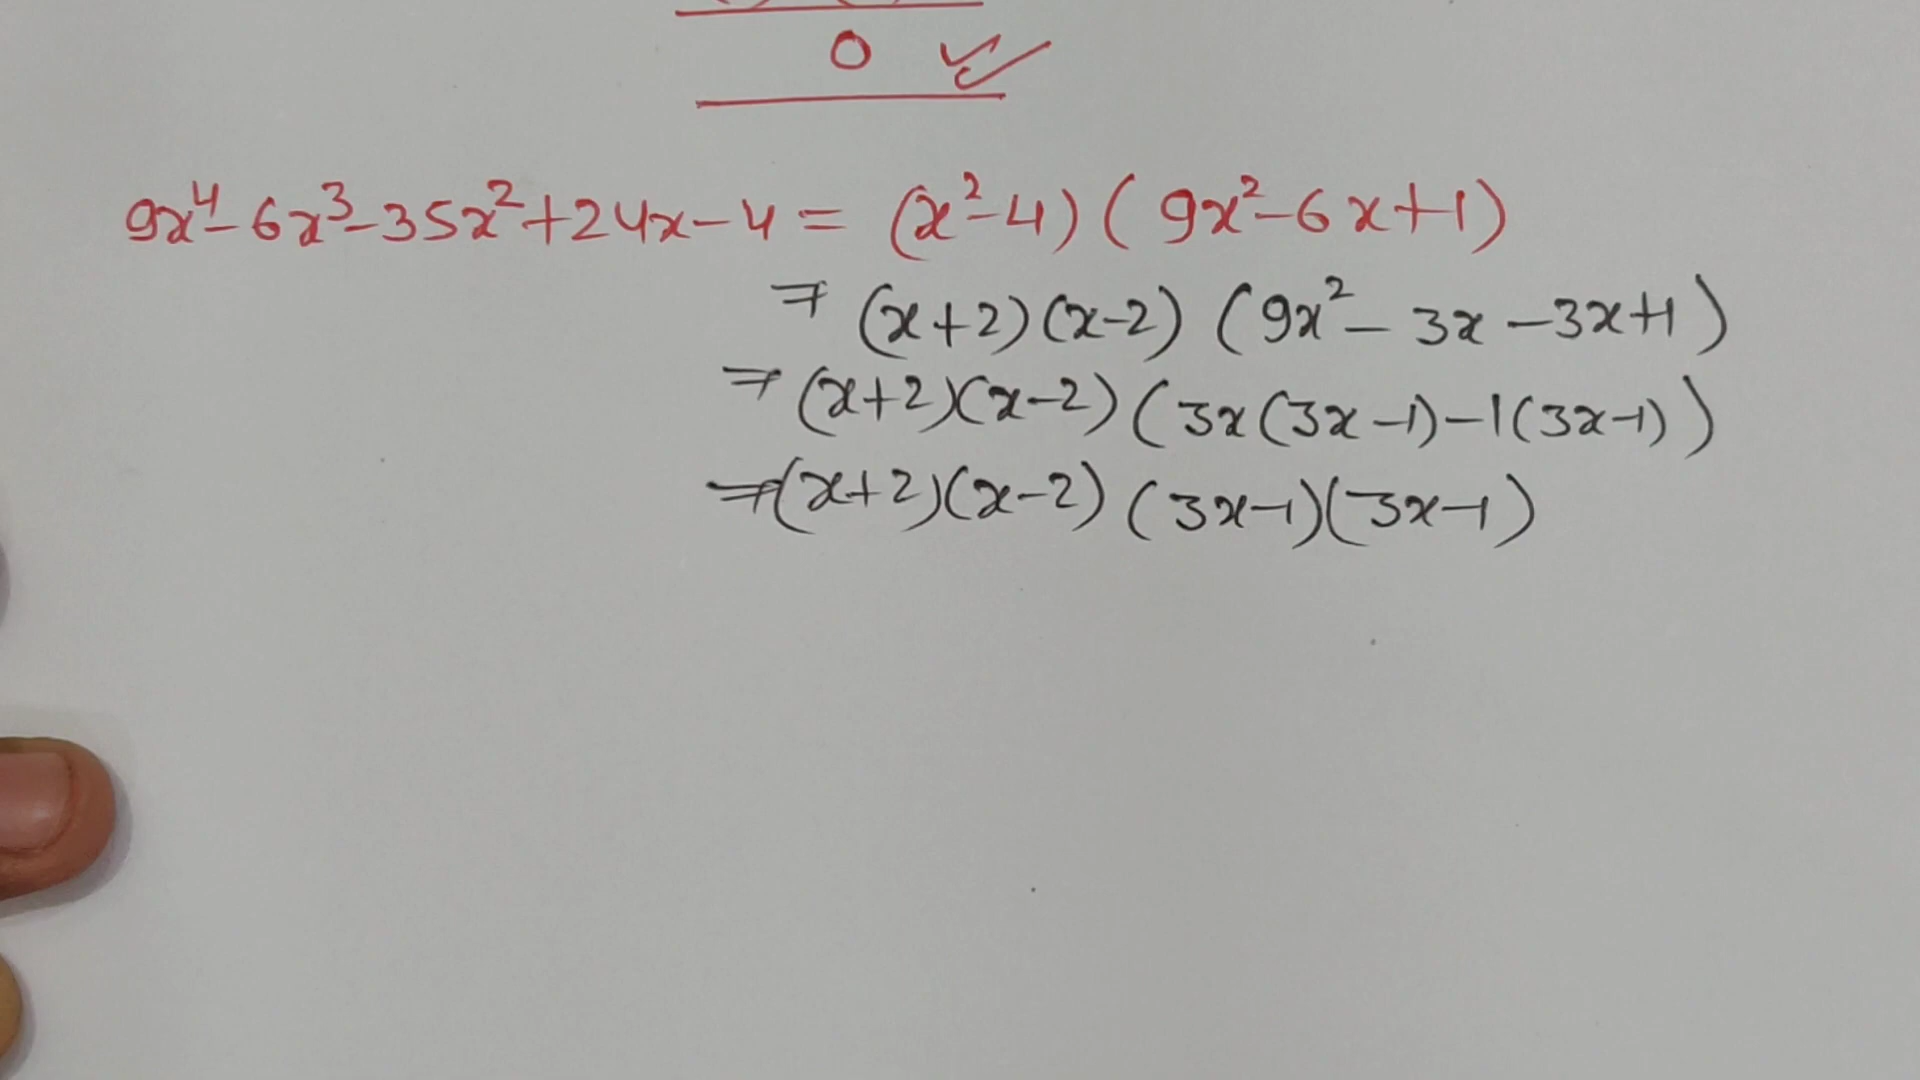 0
9x⁴-6x³-35x²+24x-4 = (x²-4)(9x²-6x+1)
⇒ (x+2)(x-2)(9x²-3x-3x+1)
⇒ (x+2)(x-2)(3x(3x-1)-1(3x-1))
⇒ (x+2)(x-2)(3x-1)(3x-1)